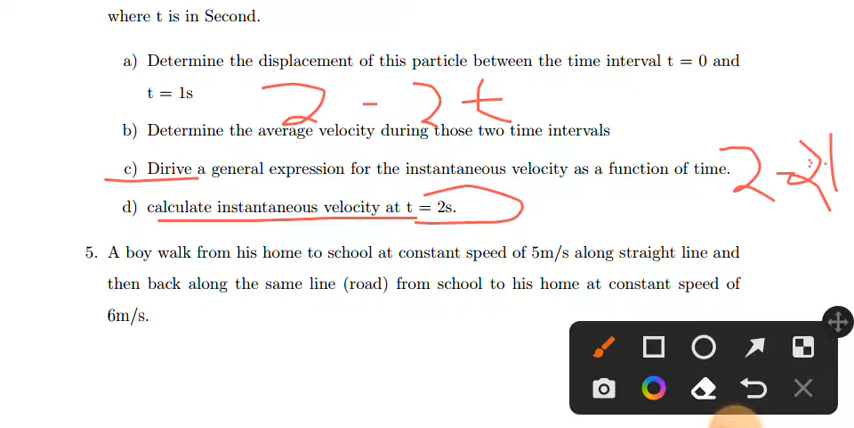 where t is in Second.
a) Determine the displacement of this particle between the time interval t = 0 and
t = 1s
2 - 2 t
b) Determine the average velocity during those two time intervals
c) Dirive a general expression for the instantaneous velocity as a function of time.
2 -
d) calculate instantaneous velocity at t = 2s.
5. A boy walk from his home to school at constant speed of 5m/s along straight line and
then back along the same line (road) from school to his home at constant speed of
6m/s.